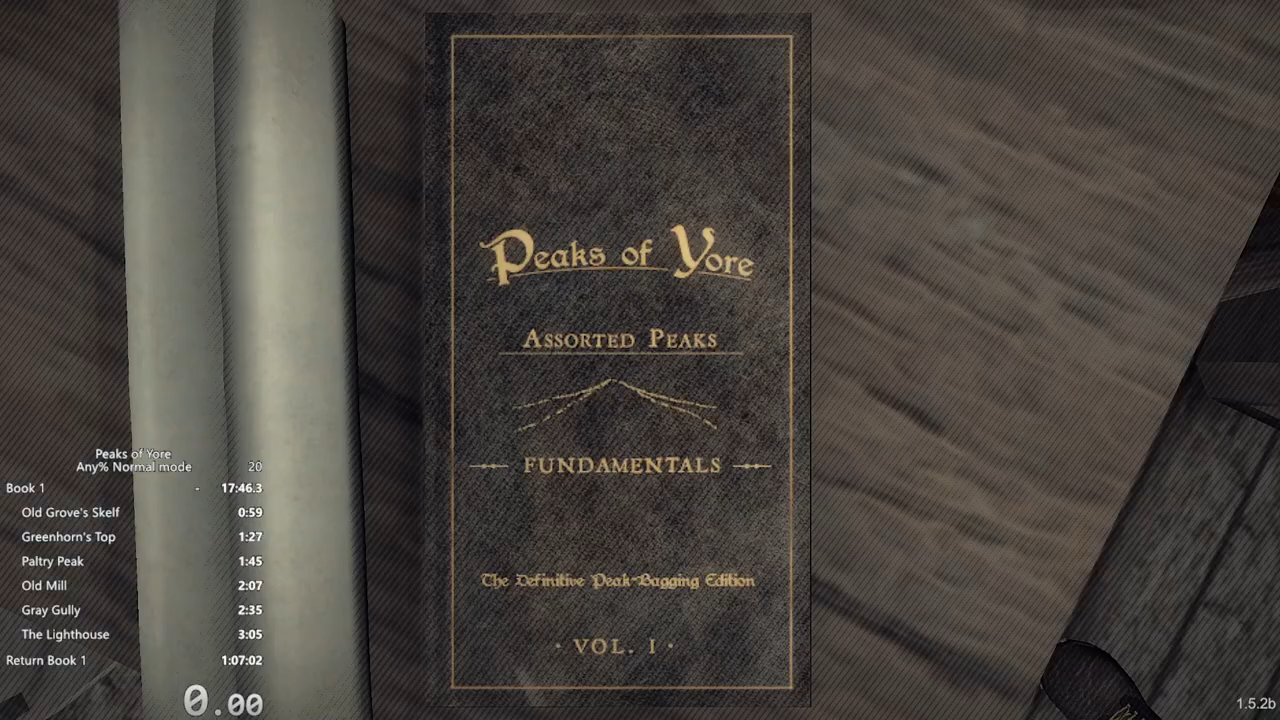 Peaks of Yore
Assorted Peaks
FUNDAMENTALS
The Definitive Peak-Bagging Edition
· VOL. I ·
Peaks of Yore
Any% Normal mode 20
Book 1 - 17:46.3
Old Grove's Skelf 0:59
Greenhorn's Top 1:27
Paltry Peak 1:45
Old Mill 2:07
Gray Gully 2:35
The Lighthouse 3:05
Return Book 1 1:07:02
0.00
1.5.2b